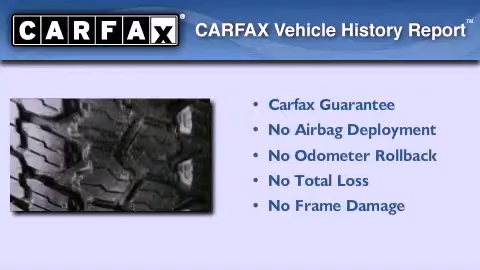 CARFAX® CARFAX Vehicle History Report™
• Carfax Guarantee
• No Airbag Deployment
• No Odometer Rollback
• No Total Loss
• No Frame Damage